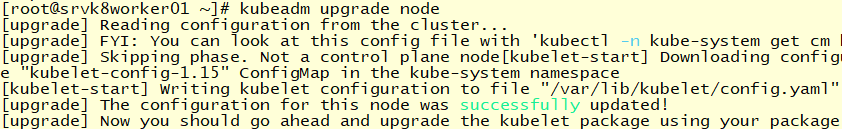 [root@srvk8worker01 ~]# kubeadm upgrade node
[upgrade] Reading configuration from the cluster...
[upgrade] FYI: You can look at this config file with 'kubectl -n kube-system get cm
[upgrade] Skipping phase. Not a control plane node[kubelet-start] Downloading config
e "kubelet-config-1.15" ConfigMap in the kube-system namespace
[kubelet-start] Writing kubelet configuration to file "/var/lib/kubelet/config.yaml"
[upgrade] The configuration for this node was successfully updated!
[upgrade] Now you should go ahead and upgrade the kubelet package using your package